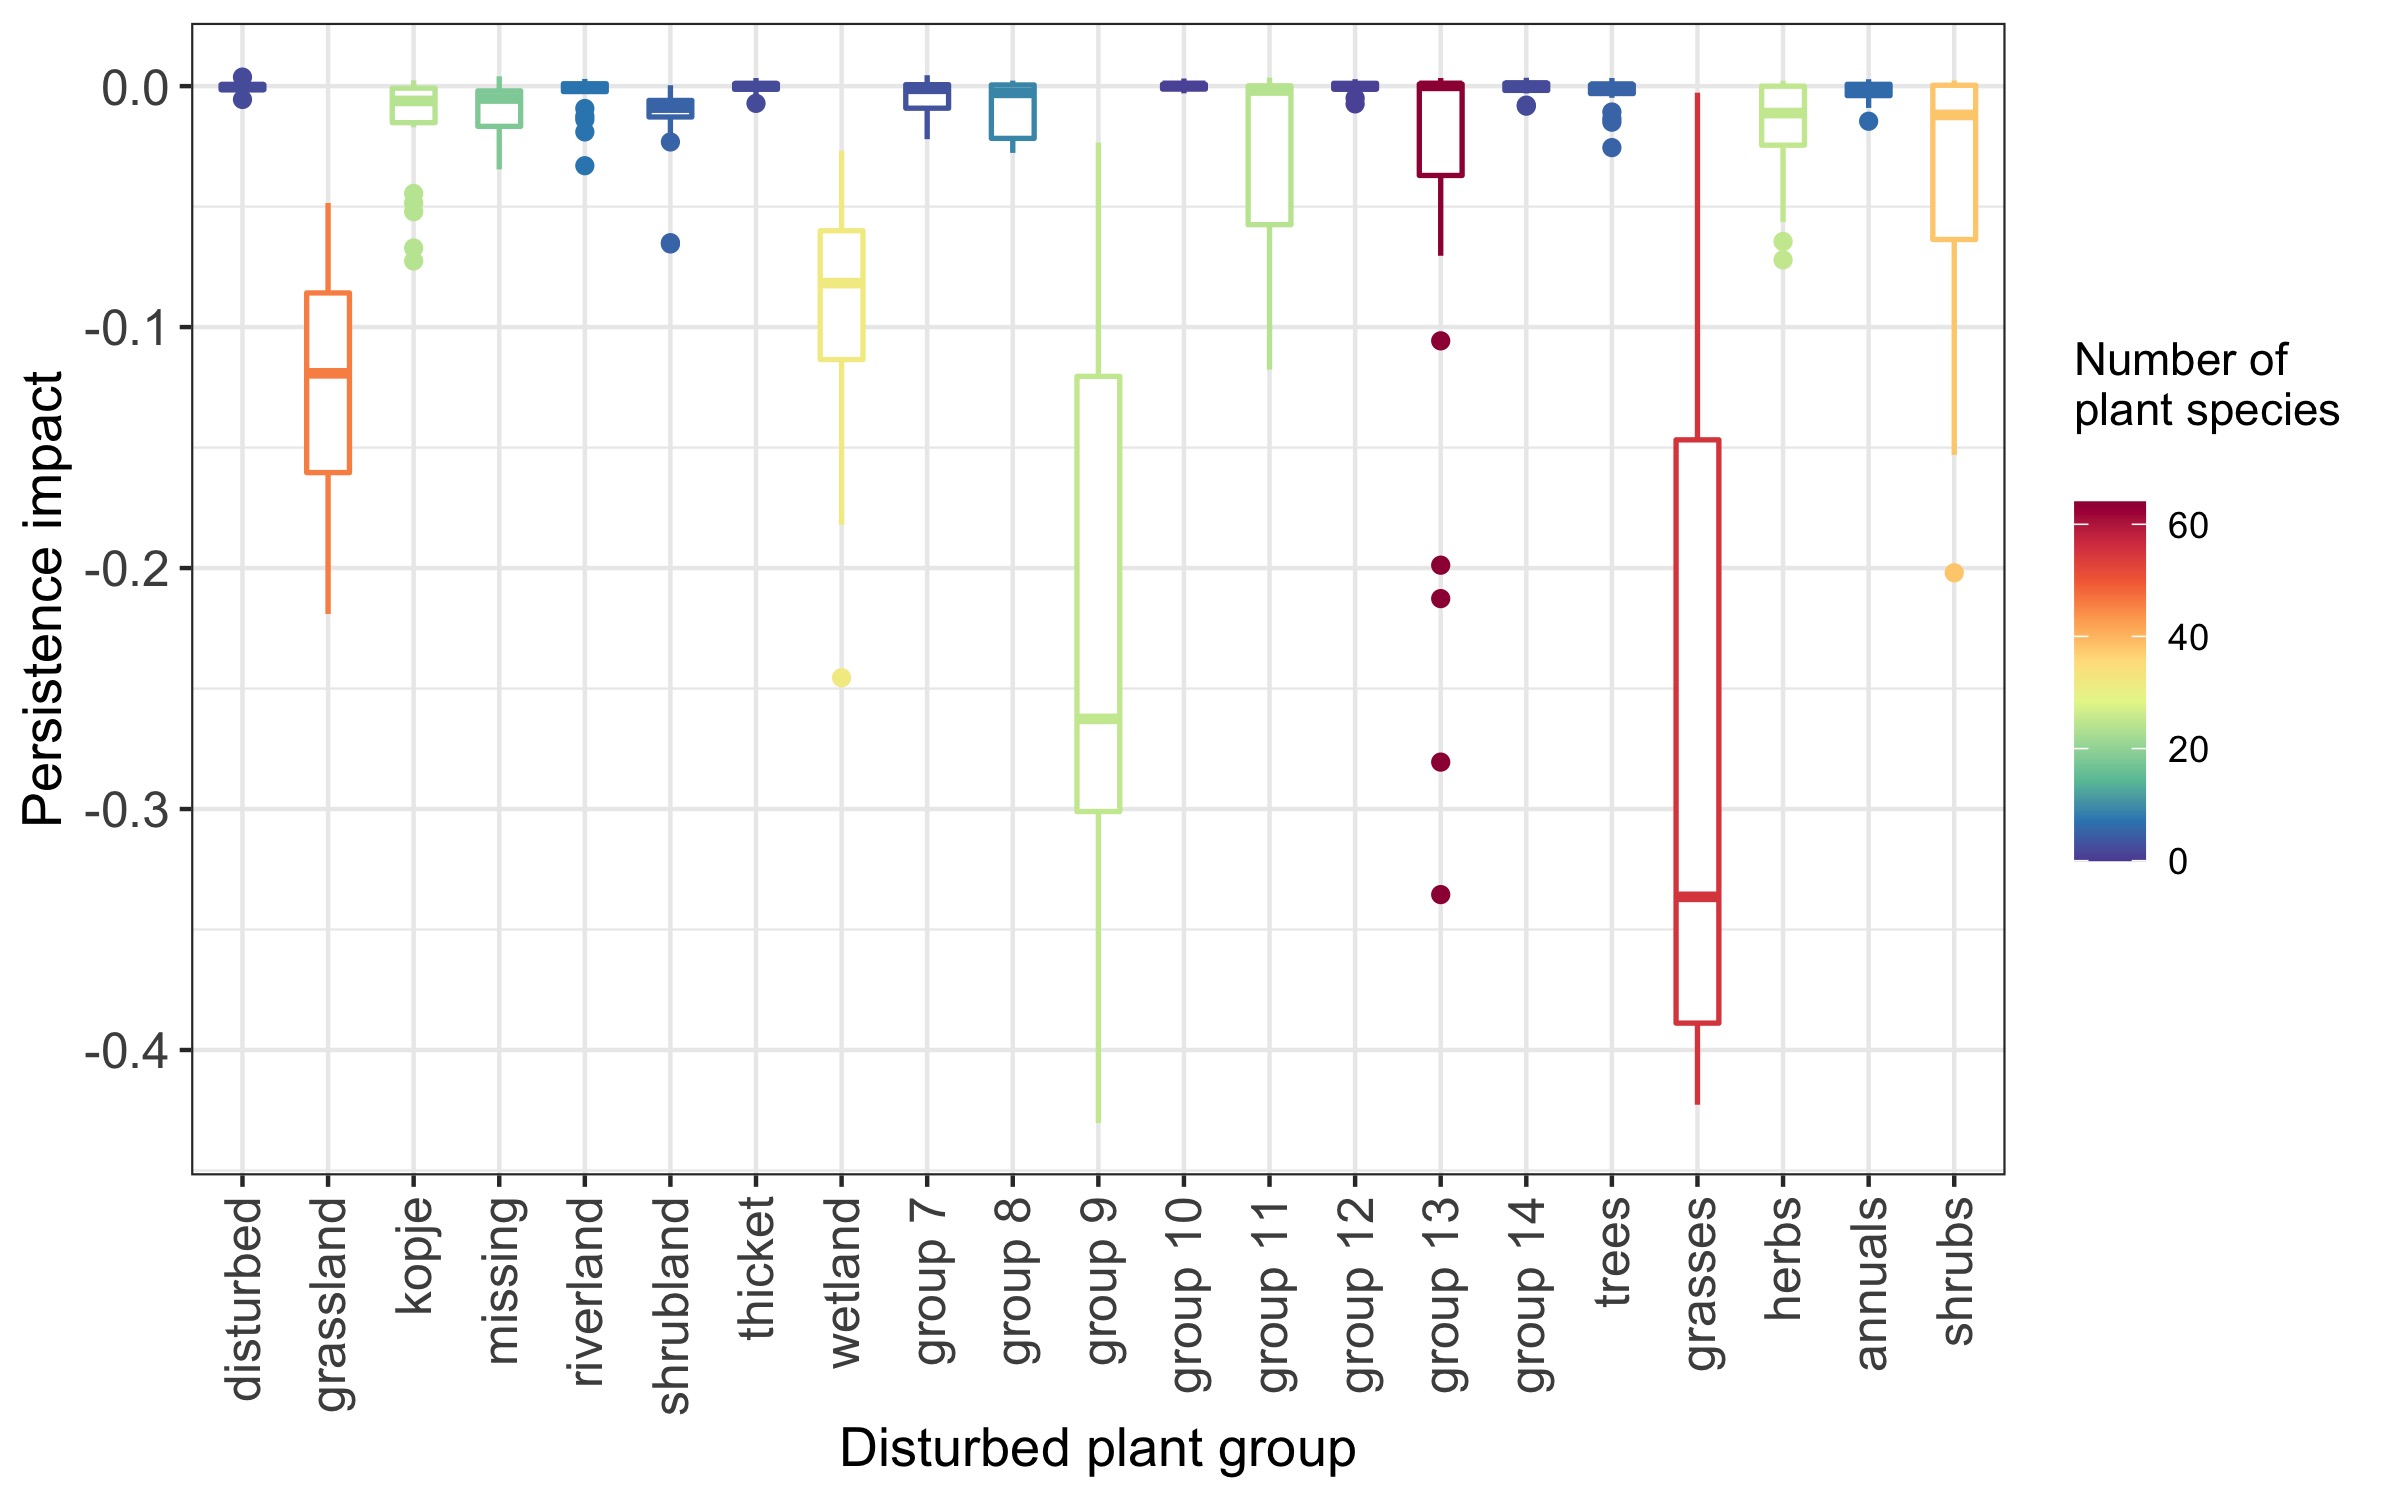 0.0
-0.1
-0.2
-0.3
-0.4
Persistence impact
disturbed
grassland
kopje
missing
riverland
shrubland
thicket
wetland
group 7
group 8
group 9
group 10
group 11
group 12
group 13
group 14
trees
grasses
herbs
annuals
shrubs
Disturbed plant group
Number of
plant species
60
40
20
0